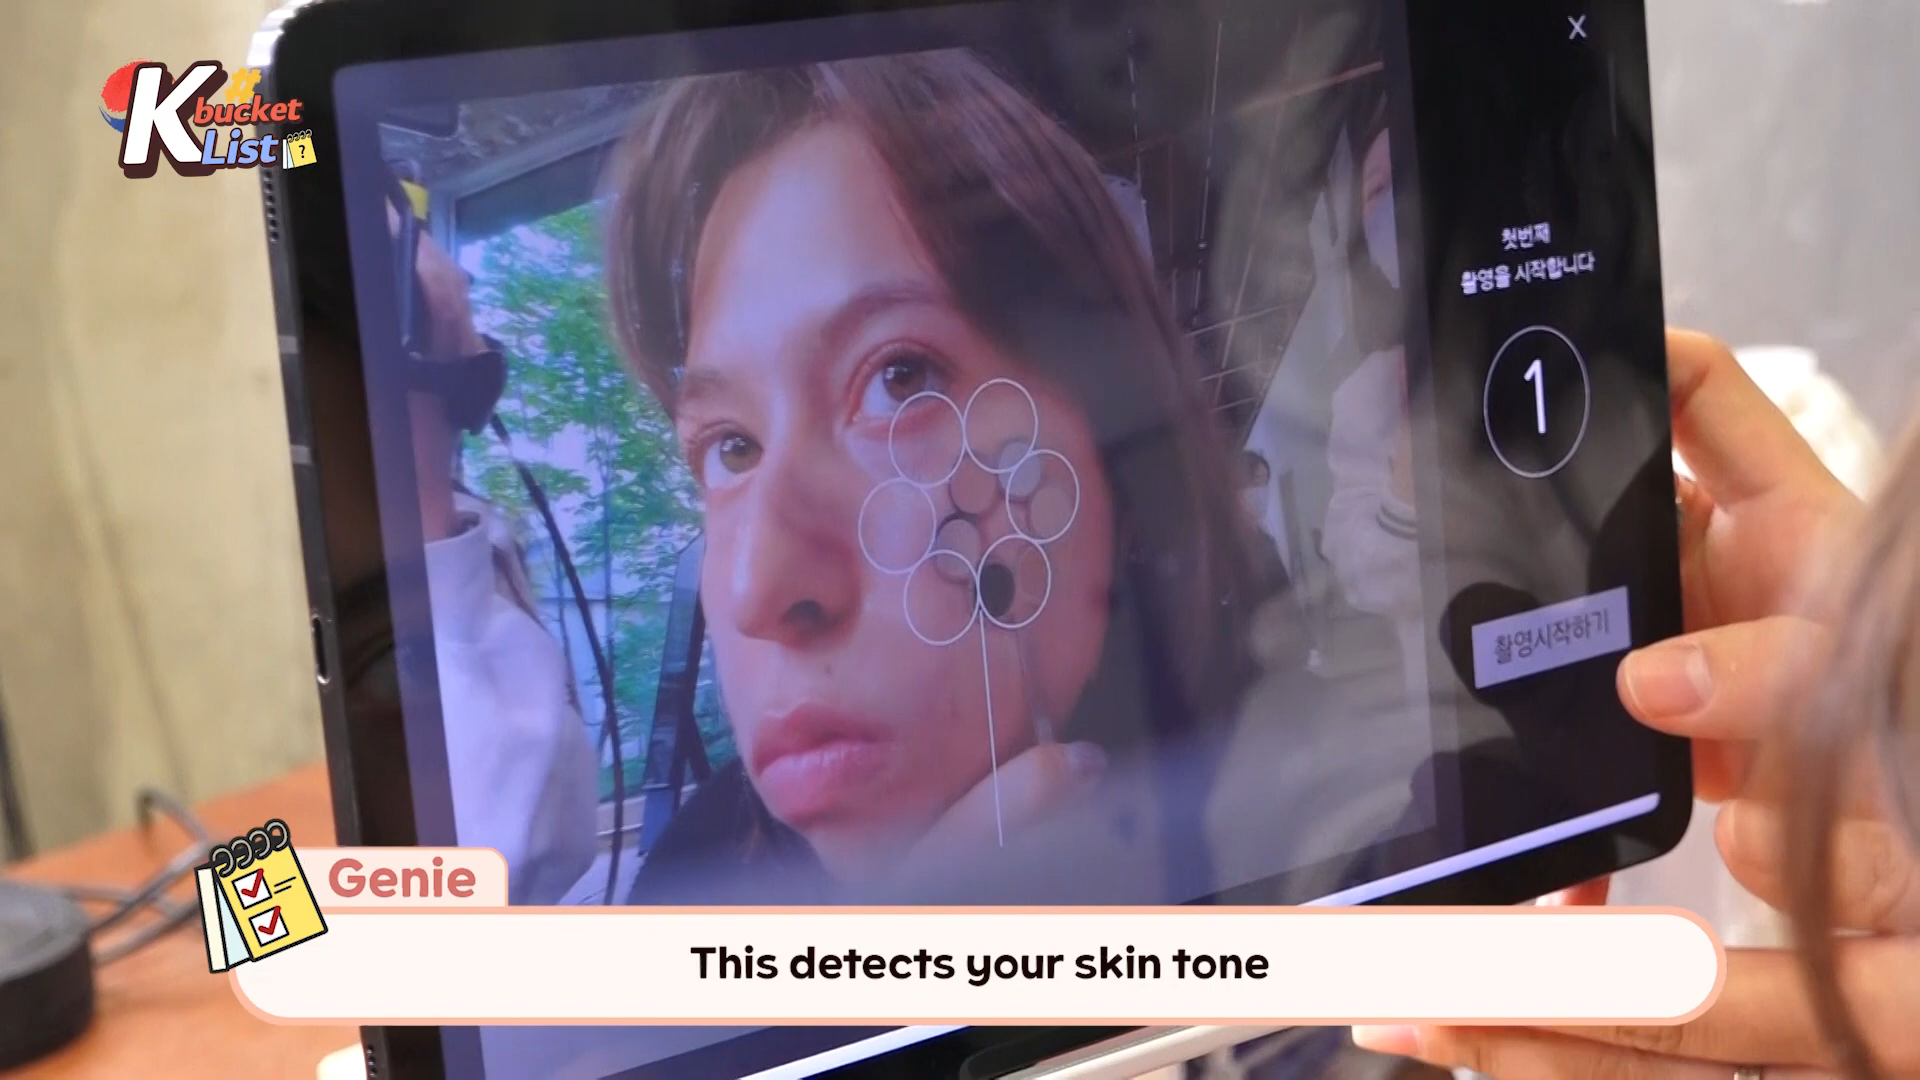 K
#
bucket
List
?
X
첫번째
촬영을 시작합니다
1
촬영시작하기
Genie
This detects your skin tone